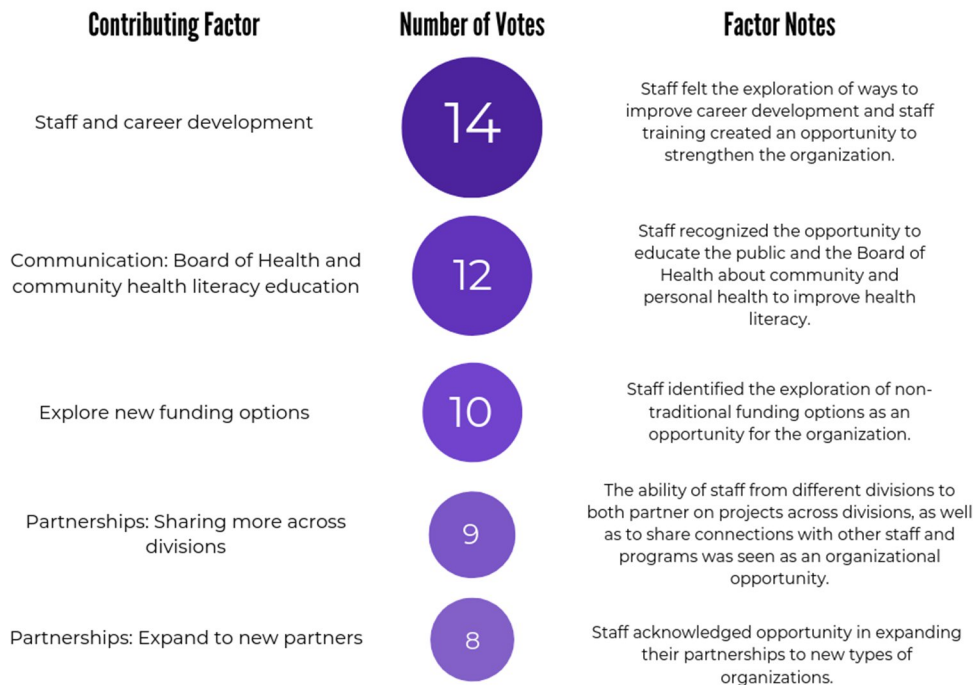 Contributing Factor
Number of Votes
Factor Notes
Staff and career development
14
Staff felt the exploration of ways to
improve career development and staff
training created an opportunity to
strengthen the organization.
Communication: Board of Health and
community health literacy education
12
Staff recognized the opportunity to
educate the public and the Board of
Health about community and
personal health to improve health
literacy.
Explore new funding options
10
Staff identified the exploration of non-
traditional funding options as an
opportunity for the organization.
Partnerships: Sharing more across
divisions
9
The ability of staff from different divisions to
both partner on projects across divisions, as well
as to share connections with other staff and
programs was seen as an organizational
opportunity.
Partnerships: Expand to new partners
8
Staff acknowledged opportunity in expanding
their partnerships to new types of
organizations.